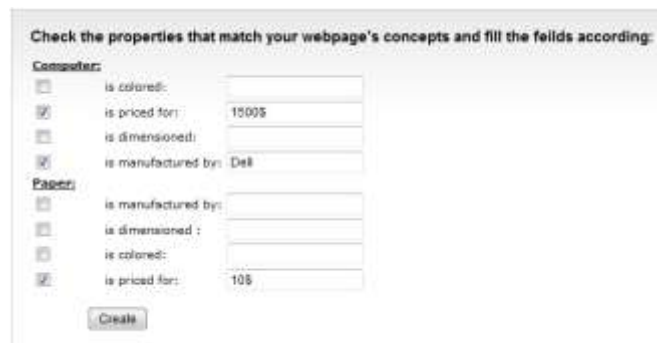 Check the properties that match your webpage's concepts and fill the feilds according:
Computer:
is colored:
is priced for: 1500$
is dimensioned:
is manufactured by: Dell
Paper:
is manufactured by:
is dimensioned :
is colored:
is priced for: 10$
Create